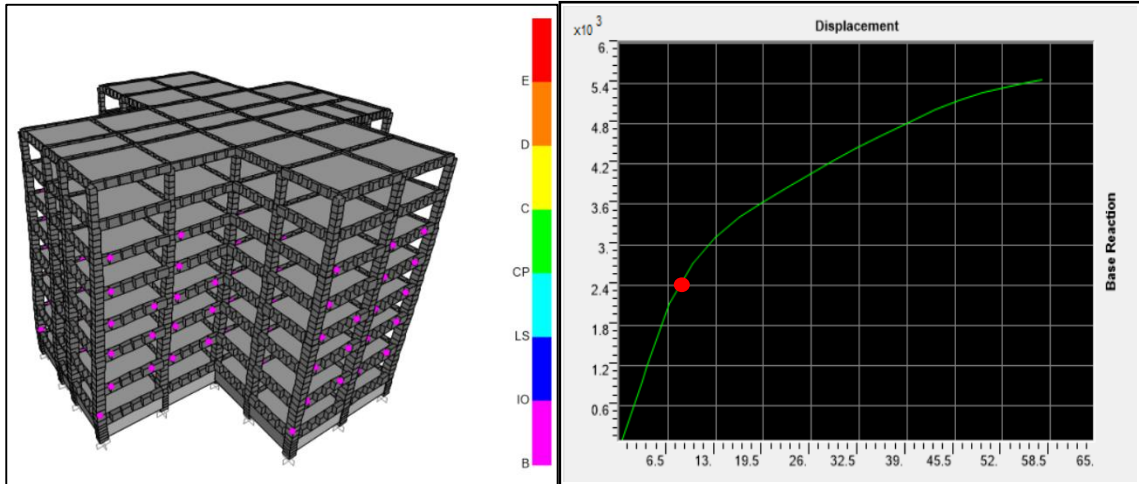 E
D
C
CP
LS
IO
B
Displacement
x10 3
6.
5.4
4.8
4.2
3.6
3.0
2.4
1.8
1.2
0.6
6.5 13. 19.5 26. 32.5 39. 45.5 52. 58.5 65.
Base Reaction